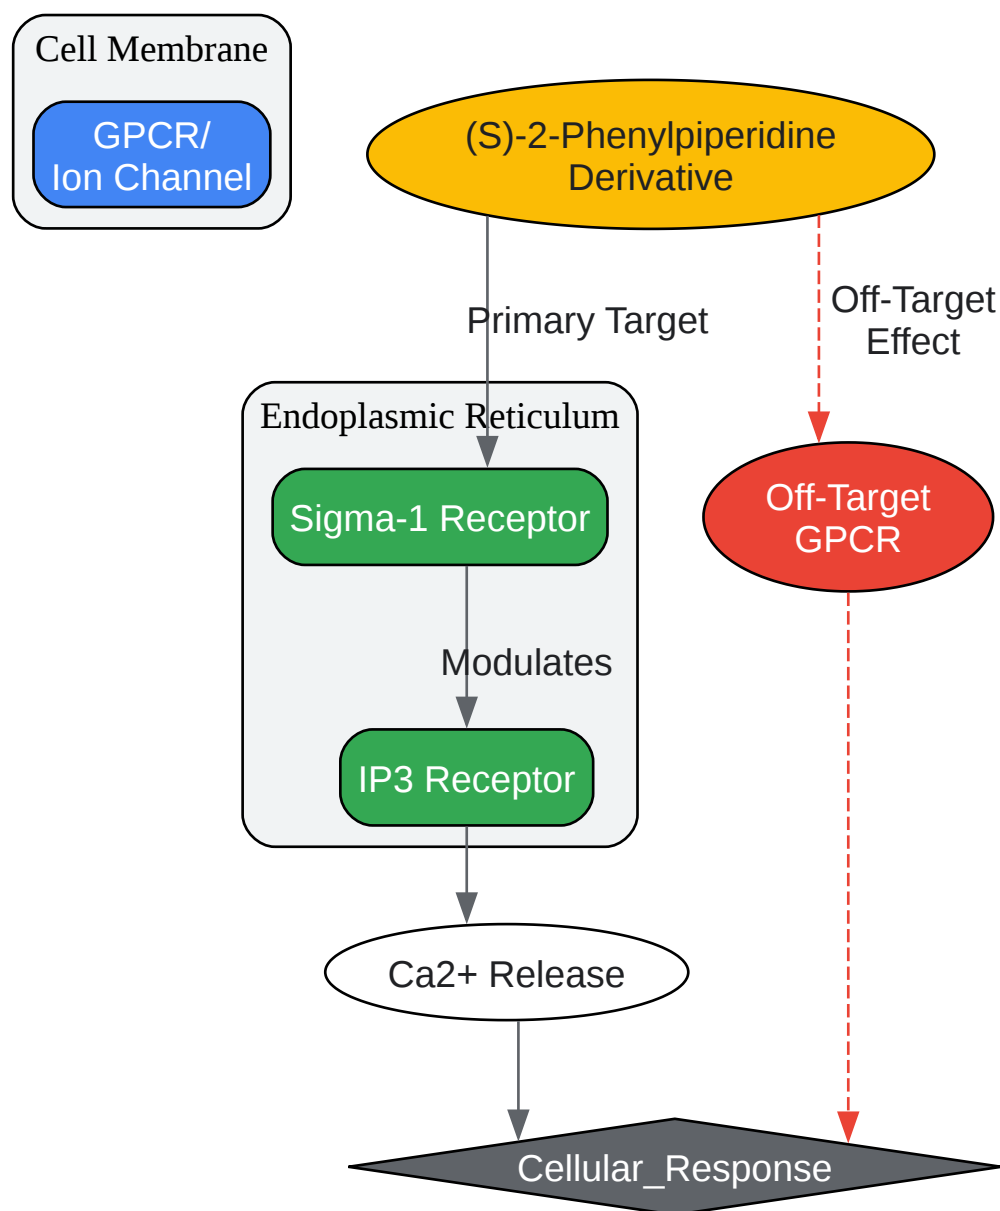 Cell Membrane
GPCR/
Ion Channel
(S)-2-Phenylpiperidine
Derivative
Primary Target
Off-Target
Effect
Endoplasmic Reticulum
Sigma-1 Receptor
Off-Target
GPCR
Modulates
IP3 Receptor
Ca2+ Release
Cellular_Response